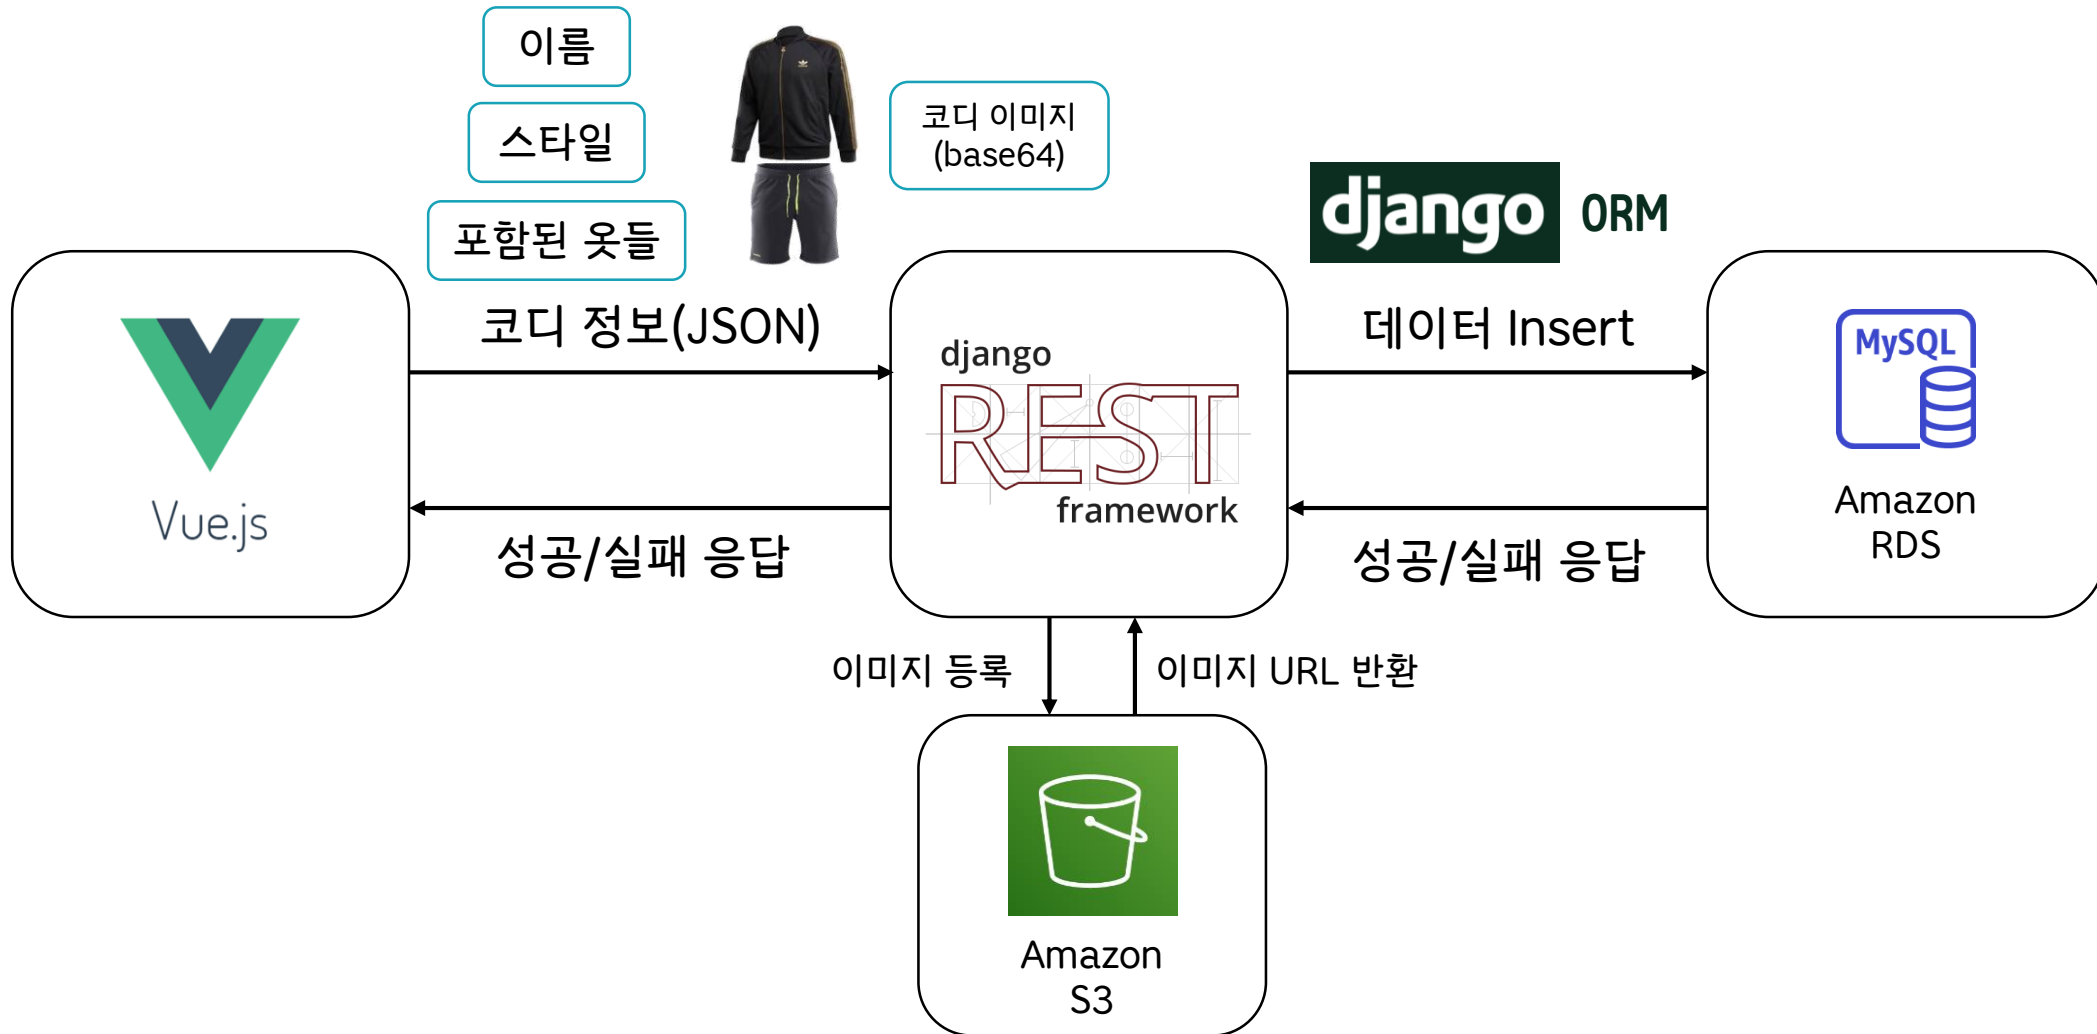 이름
스타일
포함된 옷들
코디 이미지
(base64)
django ORM
코디 정보(JSON)
데이터 Insert
Vue.js
django
REST
framework
MySQL
Amazon
RDS
성공/실패 응답
성공/실패 응답
이미지 등록
이미지 URL 반환
Amazon
S3